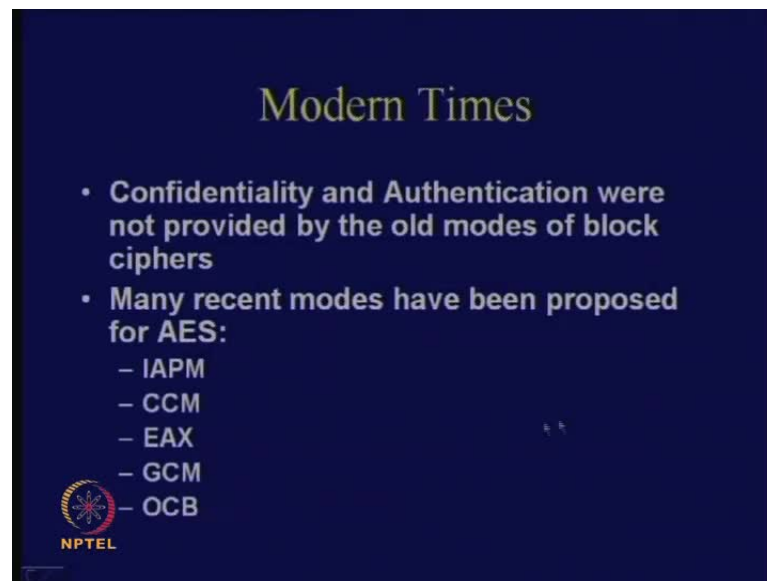 Modern Times
• Confidentiality and Authentication were
not provided by the old modes of block
ciphers
• Many recent modes have been proposed
for AES:
– IAPM
– CCM
– EAX
– GCM
– OCB
NPTEL